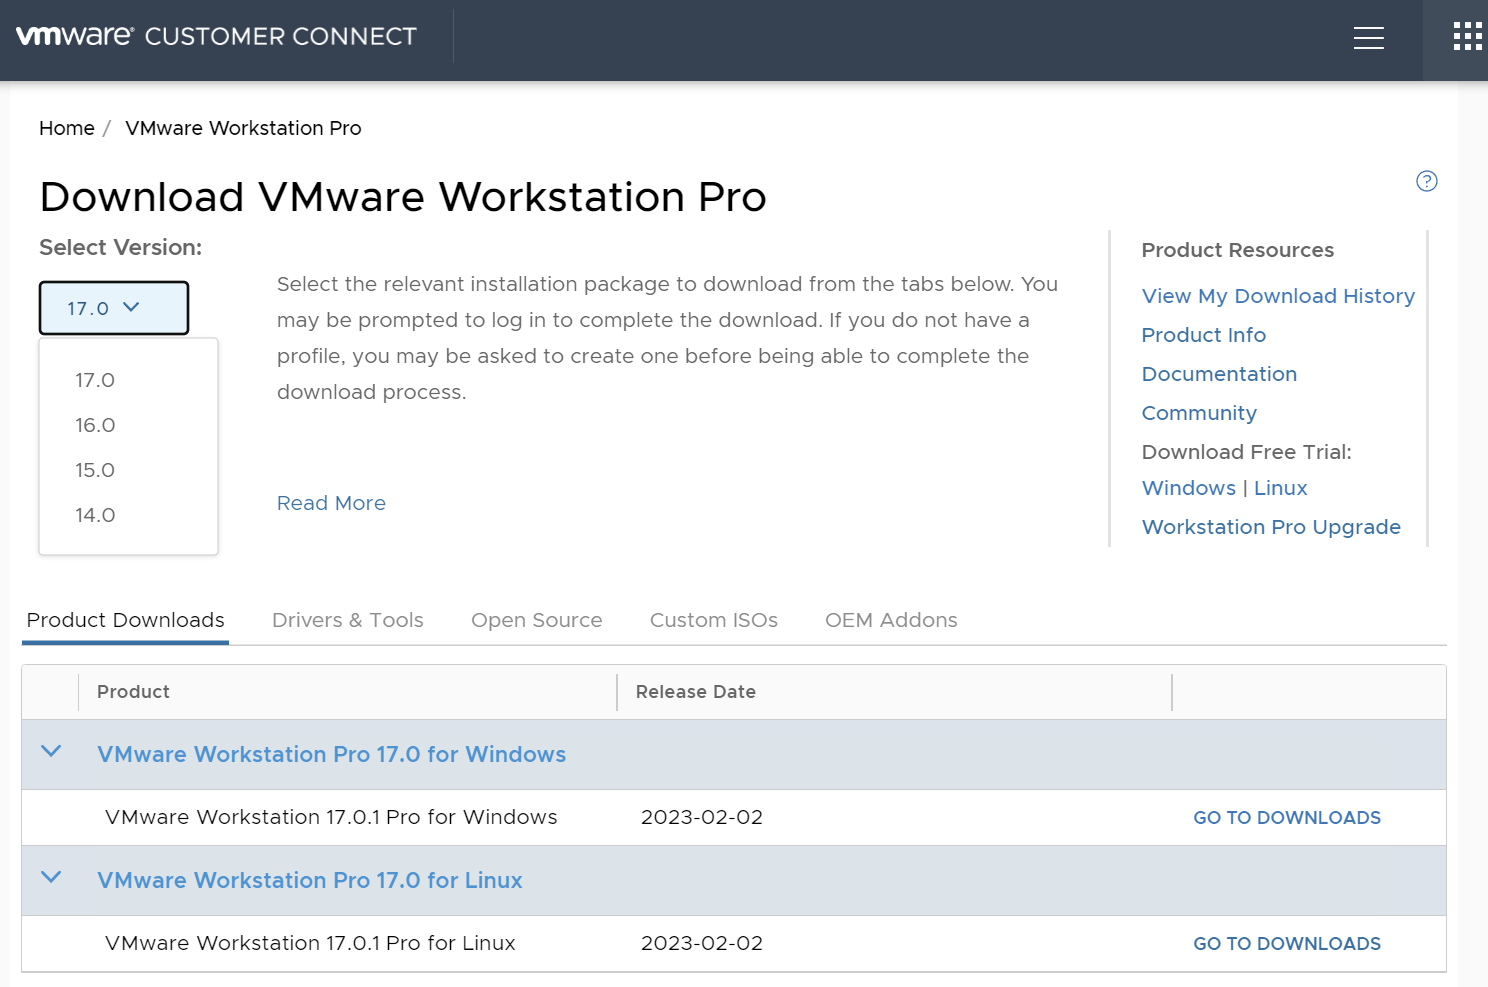 vmware® CUSTOMER CONNECT
Home / VMware Workstation Pro
Download VMware Workstation Pro
?
Select Version:
17.0
17.0
16.0
15.0
14.0
Select the relevant installation package to download from the tabs below. You
may be prompted to log in to complete the download. If you do not have a
profile, you may be asked to create one before being able to complete the
download process.
Read More
Product Resources
View My Download History
Product Info
Documentation
Community
Download Free Trial:
Windows | Linux
Workstation Pro Upgrade
Product Downloads Drivers & Tools Open Source Custom ISOs OEM Addons
Product Release Date
VMware Workstation Pro 17.0 for Windows
VMware Workstation 17.0.1 Pro for Windows 2023-02-02 GO TO DOWNLOADS
VMware Workstation Pro 17.0 for Linux
VMware Workstation 17.0.1 Pro for Linux 2023-02-02 GO TO DOWNLOADS